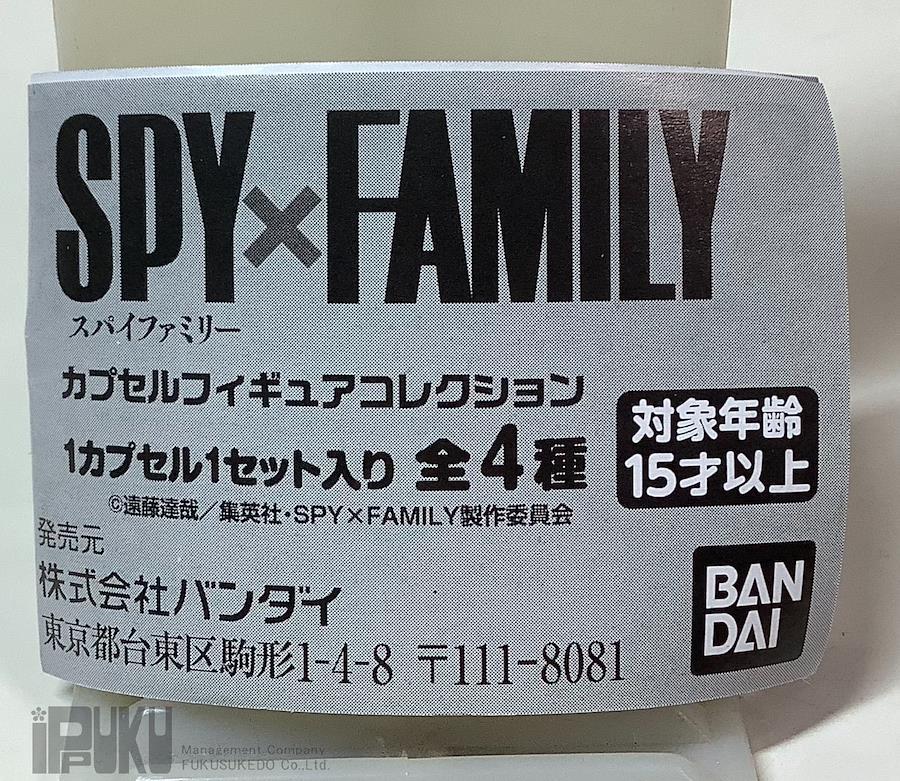 SPY×FAMILY
スパイファミリー
カプセルフィギュアコレクション
1カプセル1セット入り 全4種
対象年齢
15才以上
©遠藤達哉／集英社・SPY×FAMILY製作委員会
発売元
株式会社バンダイ
東京都台東区駒形1-4-8 〒111-8081
BAN
DAI
iPPUKU
Management Company
FUKUSUKEDO Co.,Ltd.